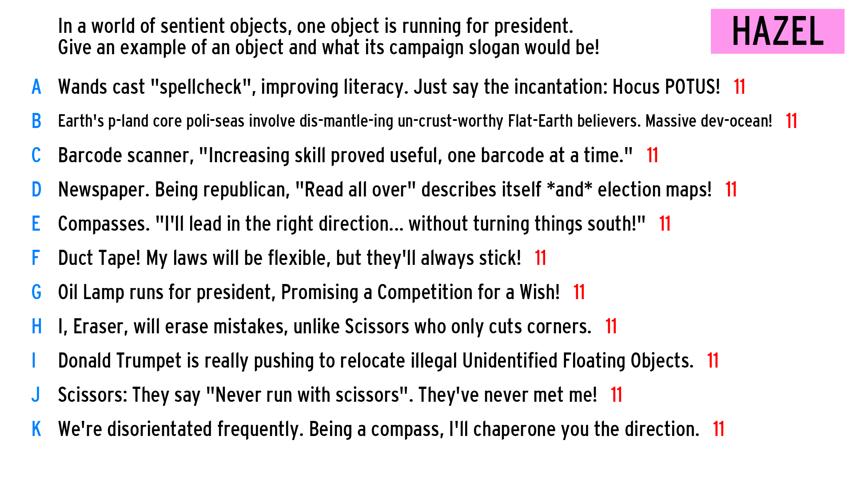 In a world of sentient objects, one object is running for president.
Give an example of an object and what its campaign slogan would be!
HAZEL
A Wands cast "spellcheck", improving literacy. Just say the incantation: Hocus POTUS! 11
B Earth's p-land core poli-seas involve dis-mantle-ing un-crust-worthy Flat-Earth believers. Massive dev-ocean! 11
C Barcode scanner, "Increasing skill proved useful, one barcode at a time." 11
D Newspaper. Being republican, "Read all over" describes itself *and* election maps! 11
E Compasses. "I'll lead in the right direction... without turning things south!" 11
F Duct Tape! My laws will be flexible, but they'll always stick! 11
G Oil Lamp runs for president, Promising a Competition for a Wish! 11
H I, Eraser, will erase mistakes, unlike Scissors who only cuts corners. 11
I Donald Trumpet is really pushing to relocate illegal Unidentified Floating Objects. 11
J Scissors: They say "Never run with scissors". They've never met me! 11
K We're disorientated frequently. Being a compass, I'll chaperone you the direction. 11